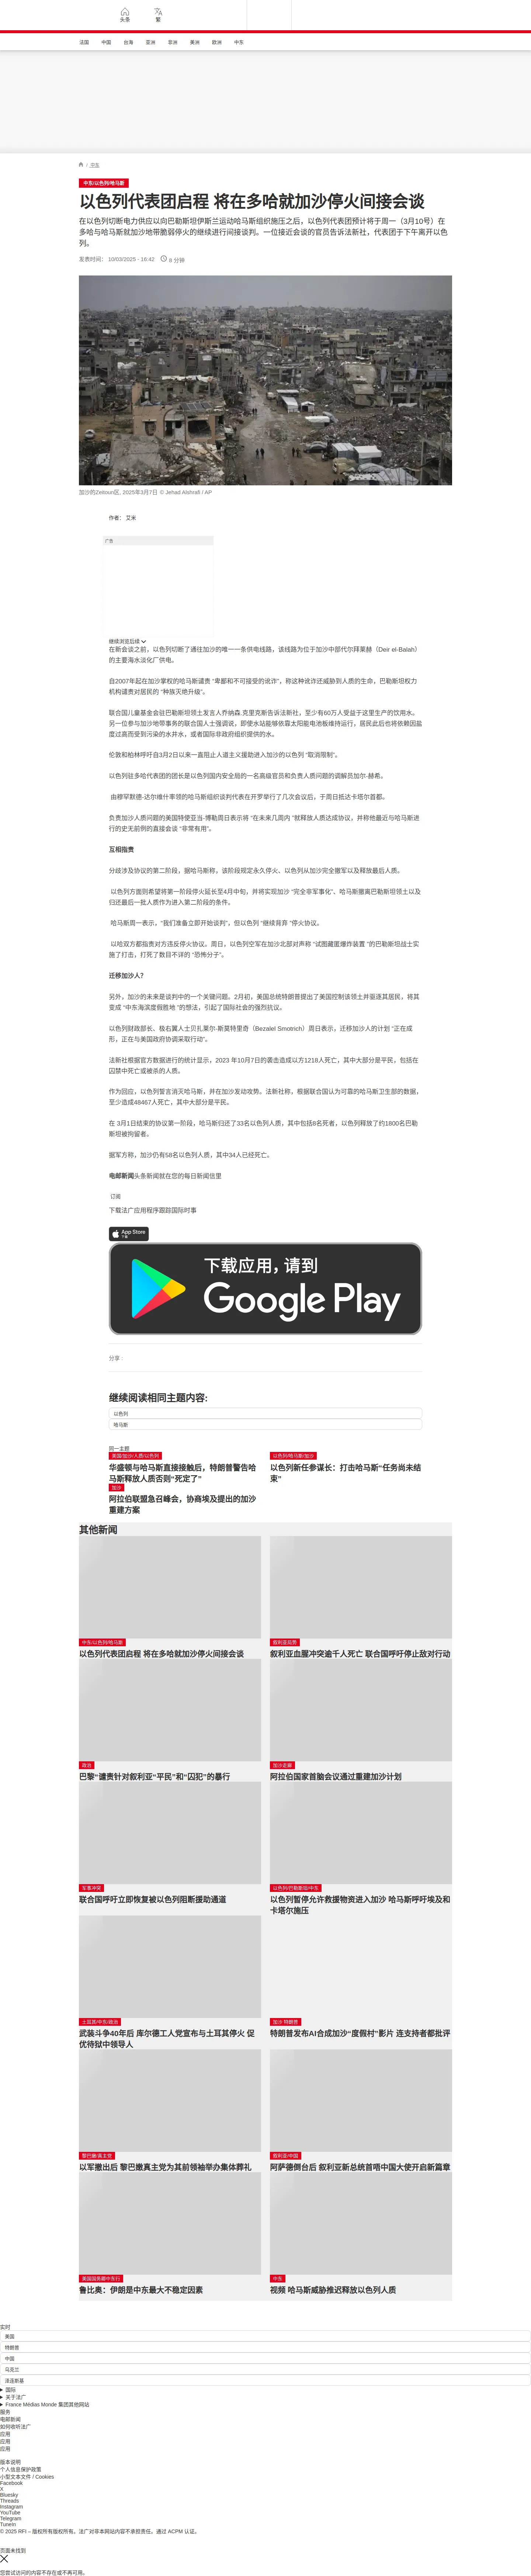 头条
繁
法国
中国
台海
亚洲
非洲
美洲
欧洲
中东
/ 中东
中东/以色列/哈马斯
以色列代表团启程 将在多哈就加沙停火间接会谈
在以色列切断电力供应以向巴勒斯坦伊斯兰运动哈马斯组织施压之后，以色列代表团预计将于周一（3月10号）在
多哈与哈马斯就加沙地带脆弱停火的继续进行间接谈判。一位接近会谈的官员告诉法新社，代表团于下午离开以色
列。
发表时间： 10/03/2025 - 16:42
6 分钟
加沙的Zeitoun区, 2025年3月7日 © Jehad Alshrafi / AP
作者： 艾米
广告
继续浏览后续
在新会谈之前，以色列切断了通往加沙的唯一一条供电线路，该线路为位于加沙中部代尔拜莱赫（Deir el-Balah）
的主要海水淡化厂供电。
自2007年起在加沙掌权的哈马斯谴责 “卑鄙和不可接受的讹诈”，称这种讹诈还威胁到人质的生命，巴勒斯坦权力
机构谴责对居民的 “种族灭绝升级”。
联合国儿童基金会驻巴勒斯坦领土发言人乔纳森.克里克斯告诉法新社，至少有60万人受益于这里生产的饮用水。
另一位参与加沙地带事务的联合国人士强调说，即使水站能够依靠太阳能电池板维持运行，居民此后也将依赖因盐
度过高而受到污染的水井水，或者国际非政府组织提供的水。
伦敦和柏林呼吁自3月2日以来一直阻止人道主义援助进入加沙的以色列 “取消限制”。
以色列驻多哈代表团的团长是以色列国内安全局的一名高级官员和负责人质问题的调解员加尔-赫希。
由穆罕默德-达尔维什率领的哈马斯组织谈判代表在开罗举行了几次会议后，于周日抵达卡塔尔首都。
负责加沙人质问题的美国特使亚当-博勒周日表示将 “在未来几周内 ”就释放人质达成协议，并称他最近与哈马斯进
行的史无前例的直接会谈 “非常有用”。
互相指责
分歧涉及协议的第二阶段，据哈马斯称，该阶段规定永久停火、以色列从加沙完全撤军以及释放最后人质。
以色列方面则希望将第一阶段停火延长至4月中旬，并将实现加沙 “完全非军事化”、哈马斯撤离巴勒斯坦领土以及
归还最后一批人质作为进入第二阶段的条件。
哈马斯周一表示，“我们准备立即开始谈判”，但以色列 “继续背弃 ”停火协议。
以哈双方都指责对方违反停火协议。周日，以色列空军在加沙北部对声称 “试图藏匿爆炸装置 ”的巴勒斯坦战士实
施了打击，打死了数目不详的 “恐怖分子”。
迁移加沙人？
另外，加沙的未来是谈判中的一个关键问题。2月初，美国总统特朗普提出了美国控制该领土并驱逐其居民，将其
变成 “中东海滨度假胜地 ”的想法，引起了国际社会的强烈抗议。
以色列财政部长、极右翼人士贝扎莱尔-斯莫特里奇（Bezalel Smotrich）周日表示，迁移加沙人的计划 “正在成
形，正在与美国政府协调采取行动”。
法新社根据官方数据进行的统计显示，2023 年10月7日的袭击造成以方1218人死亡，其中大部分是平民，包括在
囚禁中死亡或被杀的人质。
作为回应，以色列誓言消灭哈马斯，并在加沙发动攻势。法新社称，根据联合国认为可靠的哈马斯卫生部的数据，
至少造成48467人死亡，其中大部分是平民。
在 3月1日结束的协议第一阶段，哈马斯归还了33名以色列人质，其中包括8名死者，以色列释放了约1800名巴勒
斯坦被拘留者。
据军方称，加沙仍有58名以色列人质，其中34人已经死亡。
电邮新闻头条新闻就在您的每日新闻信里
订阅
下载法广应用程序跟踪国际时事
App Store
下载应用，请到
Google Play
分享 :
继续阅读相同主题内容:
以色列
哈马斯
同一主题
美国/加沙/人质/以色列
华盛顿与哈马斯直接接触后，特朗普警告哈
马斯释放人质否则“死定了”
以色列/哈马斯/加沙
以色列新任参谋长：打击哈马斯“任务尚未结
束”
加沙
阿拉伯联盟急召峰会，协商埃及提出的加沙
重建方案
其他新闻
中东/以色列/哈马斯
以色列代表团启程 将在多哈就加沙停火间接会谈
叙利亚局势
叙利亚血腥冲突逾千人死亡 联合国呼吁停止敌对行动
政治
巴黎“谴责针对叙利亚“平民”和“囚犯”的暴行
加沙走廊
阿拉伯国家首脑会议通过重建加沙计划
军事冲突
联合国呼吁立即恢复被以色列阻断援助通道
以色列/巴勒斯坦/中东
以色列暂停允许救援物资进入加沙 哈马斯呼吁埃及和
卡塔尔施压
土耳其/中东/政治
武装斗争40年后 库尔德工人党宣布与土耳其停火 促
优待狱中领导人
加沙 特朗普
特朗普发布AI合成加沙“度假村”影片 连支持者都批评
黎巴嫩/真主党
以军撤出后 黎巴嫩真主党为其前领袖举办集体葬礼
叙利亚/中国
阿萨德倒台后 叙利亚新总统首晤中国大使开启新篇章
美国国务卿中东行
鲁比奥：伊朗是中东最大不稳定因素
中东
视频 哈马斯威胁推迟释放以色列人质
实时
美国
特朗普
中国
乌克兰
泽连斯基
国际
关于法广
France Médias Monde 集团其他网站
服务
电邮新闻
如何收听法广
应用
应用
应用
版本说明
个人信息保护政策
小型文本文件 / Cookies
Facebook
X
Bluesky
Threads
Instagram
YouTube
Telegram
TuneIn
© 2025 RFI – 版权所有版权所有。法广对非本网站内容不承担责任。通过 ACPM 认证。
页面未找到
您尝试访问的内容不存在或不再可用。